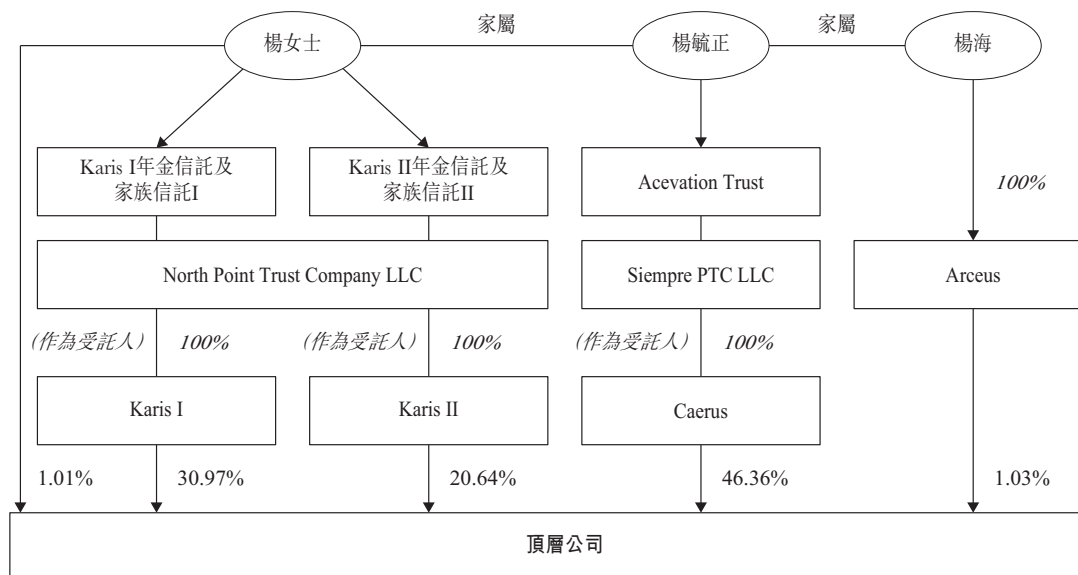 楊女士
家屬
楊毓正
家屬
楊海
Karis I年金信託及
家族信託I
Karis II年金信託及
家族信託II
Acevation Trust
100%
North Point Trust Company LLC
Siempre PTC LLC
Arceus
(作為受託人)
100%
(作為受託人)
100%
(作為受託人)
100%
Karis I
Karis II
Caerus
1.01%
30.97%
20.64%
46.36%
1.03%
頂層公司